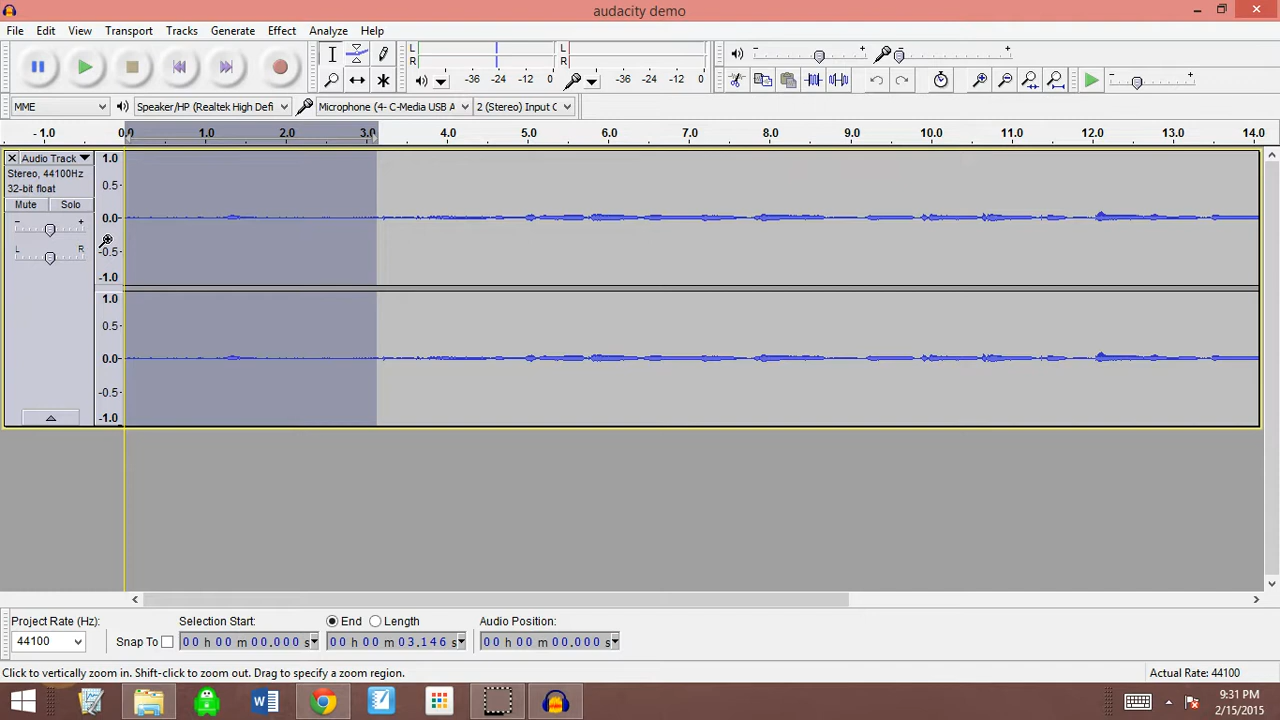 audacity demo
File Edit View Transport Tracks Generate Effect Analyze Help
L
R
-36 -24 -12 0
L
R
-36 -24 -12 0
MME
Speaker/HP (Realtek High Defi
Microphone (4- C-Media USB A
2 (Stereo) Input C
- 1.0 0.0 1.0 2.0 3.0 4.0 5.0 6.0 7.0 8.0 9.0 10.0 11.0 12.0 13.0 14.0
Audio Track
Stereo, 44100Hz
32-bit float
Mute Solo
- +
L R
1.0
0.5
0.0
-0.5
-1.0
1.0
0.5
0.0
-0.5
-1.0
Project Rate (Hz):
44100
Snap To
Selection Start:
00 h 00 m 00.000 s
End Length
00 h 00 m 03.146 s
Audio Position:
00 h 00 m 00.000 s
Click to vertically zoom in. Shift-click to zoom out. Drag to specify a zoom region.
Actual Rate: 44100
W
9:31 PM
2/15/2015